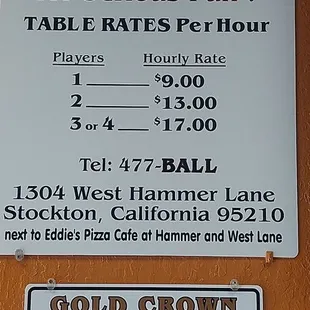 TABLE RATES Per Hour
Players Hourly Rate
1 $9.00
2 $13.00
3 or 4 $17.00
Tel: 477-BALL
1304 West Hammer Lane
Stockton, California 95210
next to Eddie's Pizza Cafe at Hammer and West Lane
GOLD CROWN